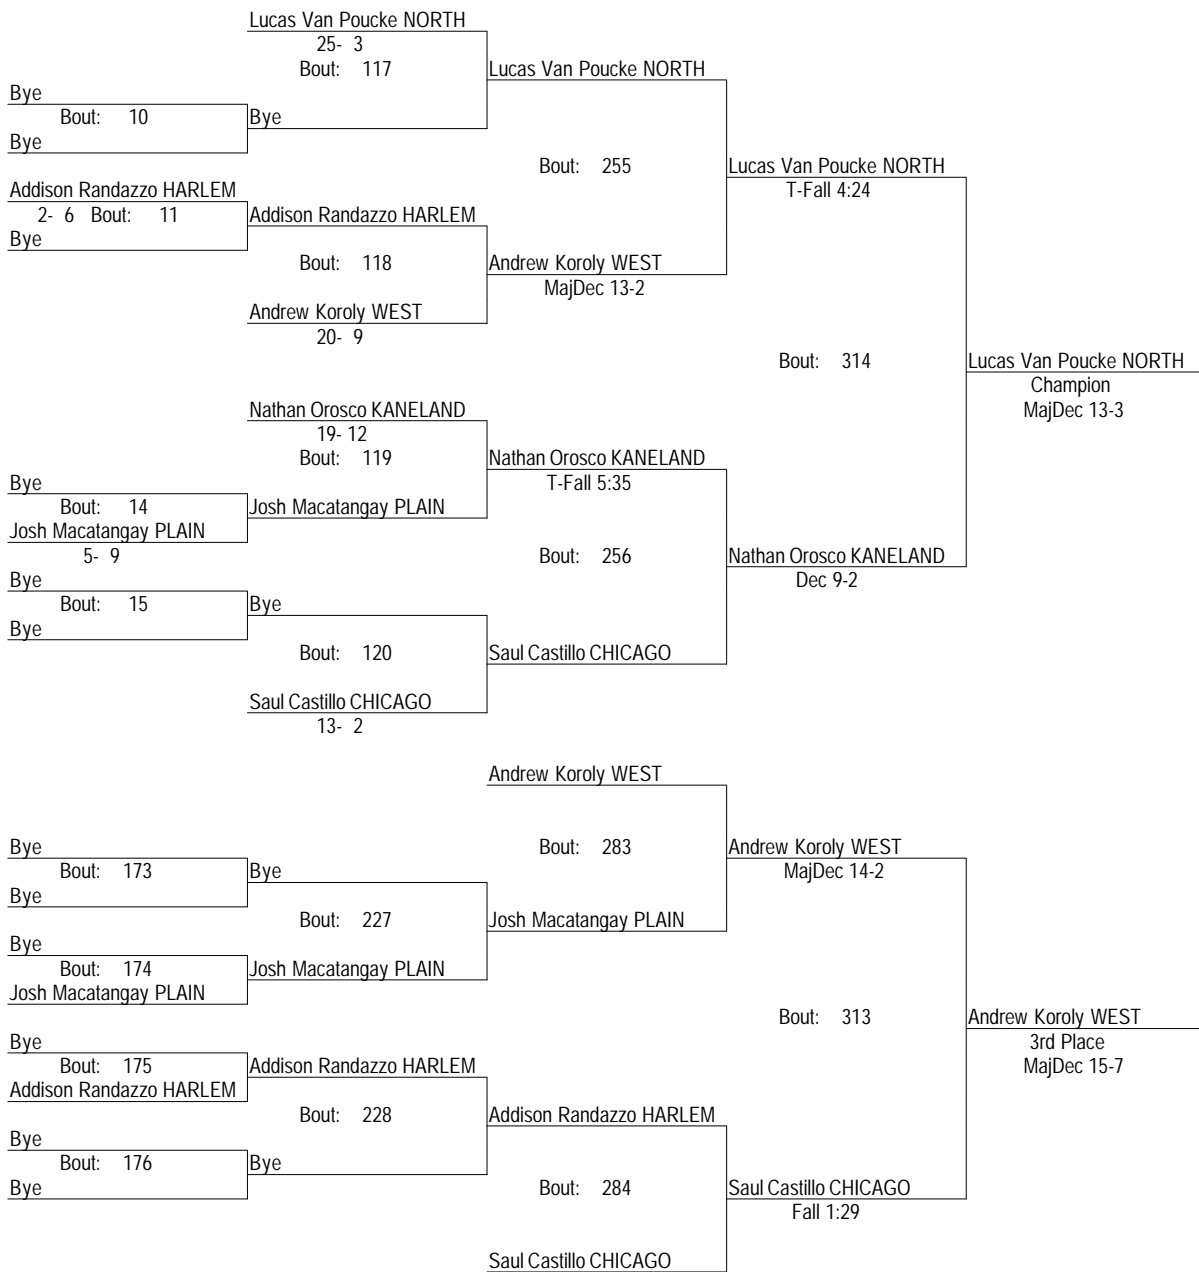 Lucas Van Poucke NORTH
25- 3
Bout: 117
Lucas Van Poucke NORTH
Bye
Bout: 10
Bye
Bye
Bout: 255
Lucas Van Poucke NORTH
T-Fall 4:24
Addison Randazzo HARLEM
2- 6 Bout: 11
Addison Randazzo HARLEM
Bye
Bout: 118
Andrew Koroly WEST
MajDec 13-2
Andrew Koroly WEST
20- 9
Bout: 314
Lucas Van Poucke NORTH
Champion
MajDec 13-3
Nathan Orosco KANELAND
19- 12
Bout: 119
Nathan Orosco KANELAND
T-Fall 5:35
Bye
Bout: 14
Josh Macatangay PLAIN
Josh Macatangay PLAIN
5- 9
Bout: 256
Nathan Orosco KANELAND
Dec 9-2
Bye
Bout: 15
Bye
Bye
Bout: 120
Saul Castillo CHICAGO
Saul Castillo CHICAGO
13- 2
Andrew Koroly WEST
Bout: 283
Andrew Koroly WEST
MajDec 14-2
Bye
Bout: 173
Bye
Bye
Bout: 227
Josh Macatangay PLAIN
Bye
Bout: 174
Josh Macatangay PLAIN
Josh Macatangay PLAIN
Bout: 313
Andrew Koroly WEST
3rd Place
MajDec 15-7
Bye
Bout: 175
Addison Randazzo HARLEM
Addison Randazzo HARLEM
Bout: 228
Addison Randazzo HARLEM
Bye
Bout: 176
Bye
Bye
Bout: 284
Saul Castillo CHICAGO
Fall 1:29
Saul Castillo CHICAGO